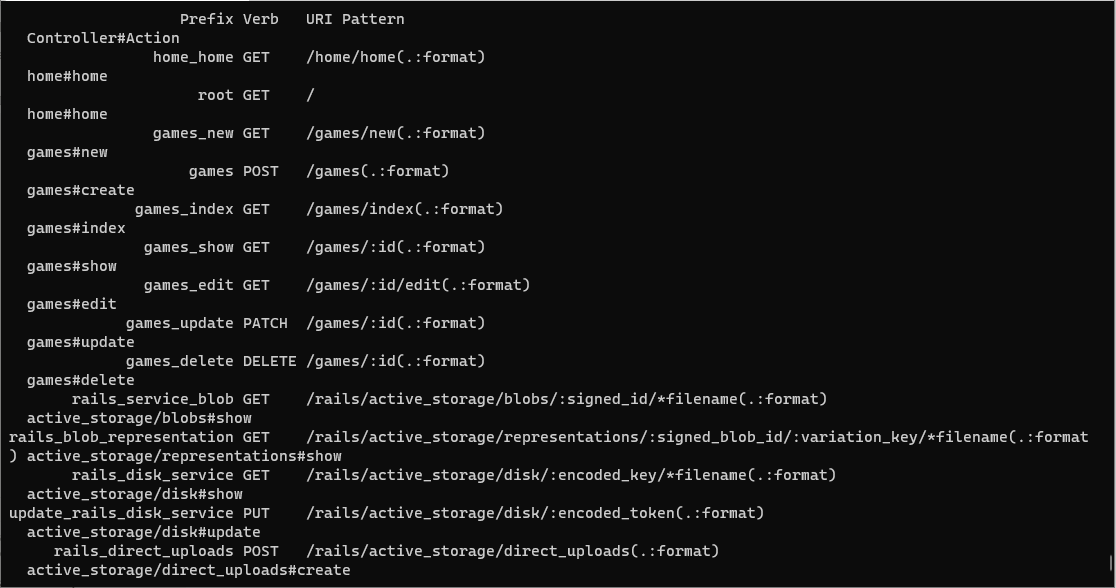 Prefix Verb   URI Pattern
Controller#Action
home_home GET    /home/home(.:format)
home#home
root GET    /
home#home
games_new GET    /games/new(.:format)
games#new
games POST   /games(.:format)
games#create
games_index GET    /games/index(.:format)
games#index
games_show GET    /games/:id(.:format)
games#show
games_edit GET    /games/:id/edit(.:format)
games#edit
games_update PATCH  /games/:id(.:format)
games#update
games_delete DELETE /games/:id(.:format)
games#delete
rails_service_blob GET    /rails/active_storage/blobs/:signed_id/*filename(.:format)
active_storage/blobs#show
rails_blob_representation GET    /rails/active_storage/representations/:signed_blob_id/:variation_key/*filename(.:format
) active_storage/representations#show
rails_disk_service GET    /rails/active_storage/disk/:encoded_key/*filename(.:format)
active_storage/disk#show
update_rails_disk_service PUT    /rails/active_storage/disk/:encoded_token(.:format)
active_storage/disk#update
rails_direct_uploads POST   /rails/active_storage/direct_uploads(.:format)
active_storage/direct_uploads#create